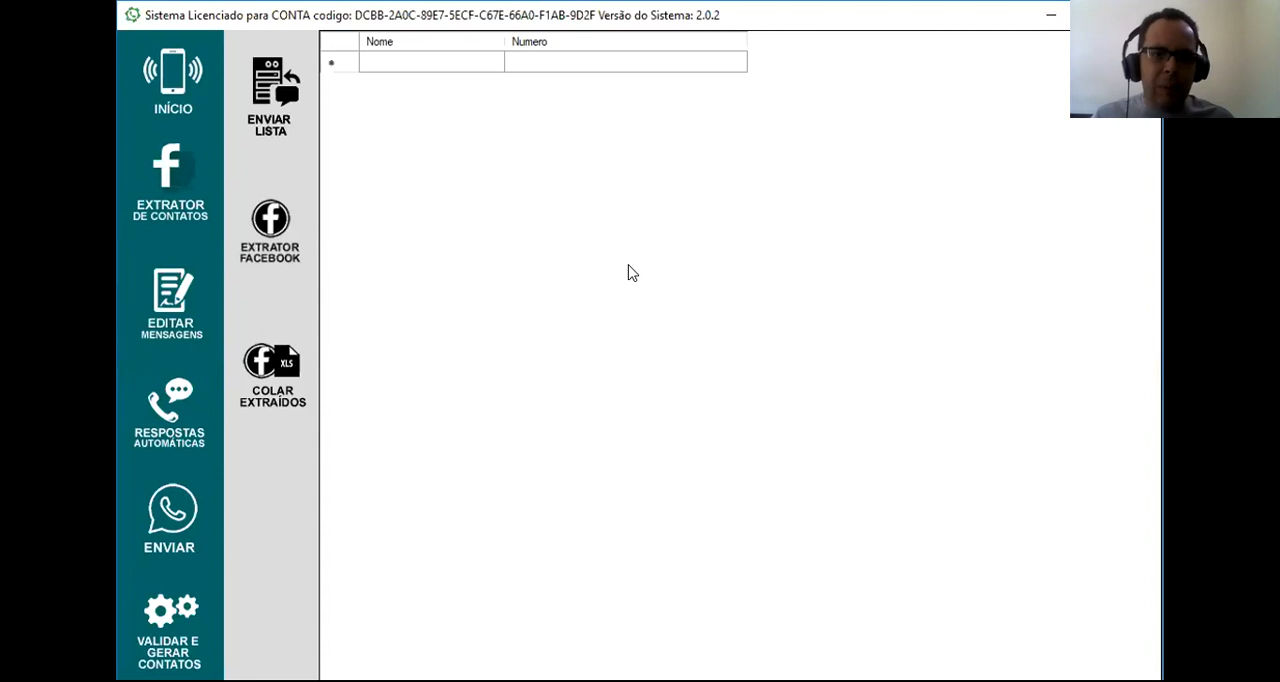 Sistema Licenciado para CONTA codigo: DCBB-2A0C-89E7-5ECF-C67E-66A0-F1AB-9D2F Versão do Sistema: 2.0.2
INÍCIO
EXTRATOR
DE CONTATOS
EDITAR
MENSAGENS
RESPOSTAS
AUTOMÁTICAS
ENVIAR
VALIDAR E
GERAR
CONTATOS
ENVIAR
LISTA
EXTRATOR
FACEBOOK
XLS
COLAR
EXTRAÍDOS
Nome Numero